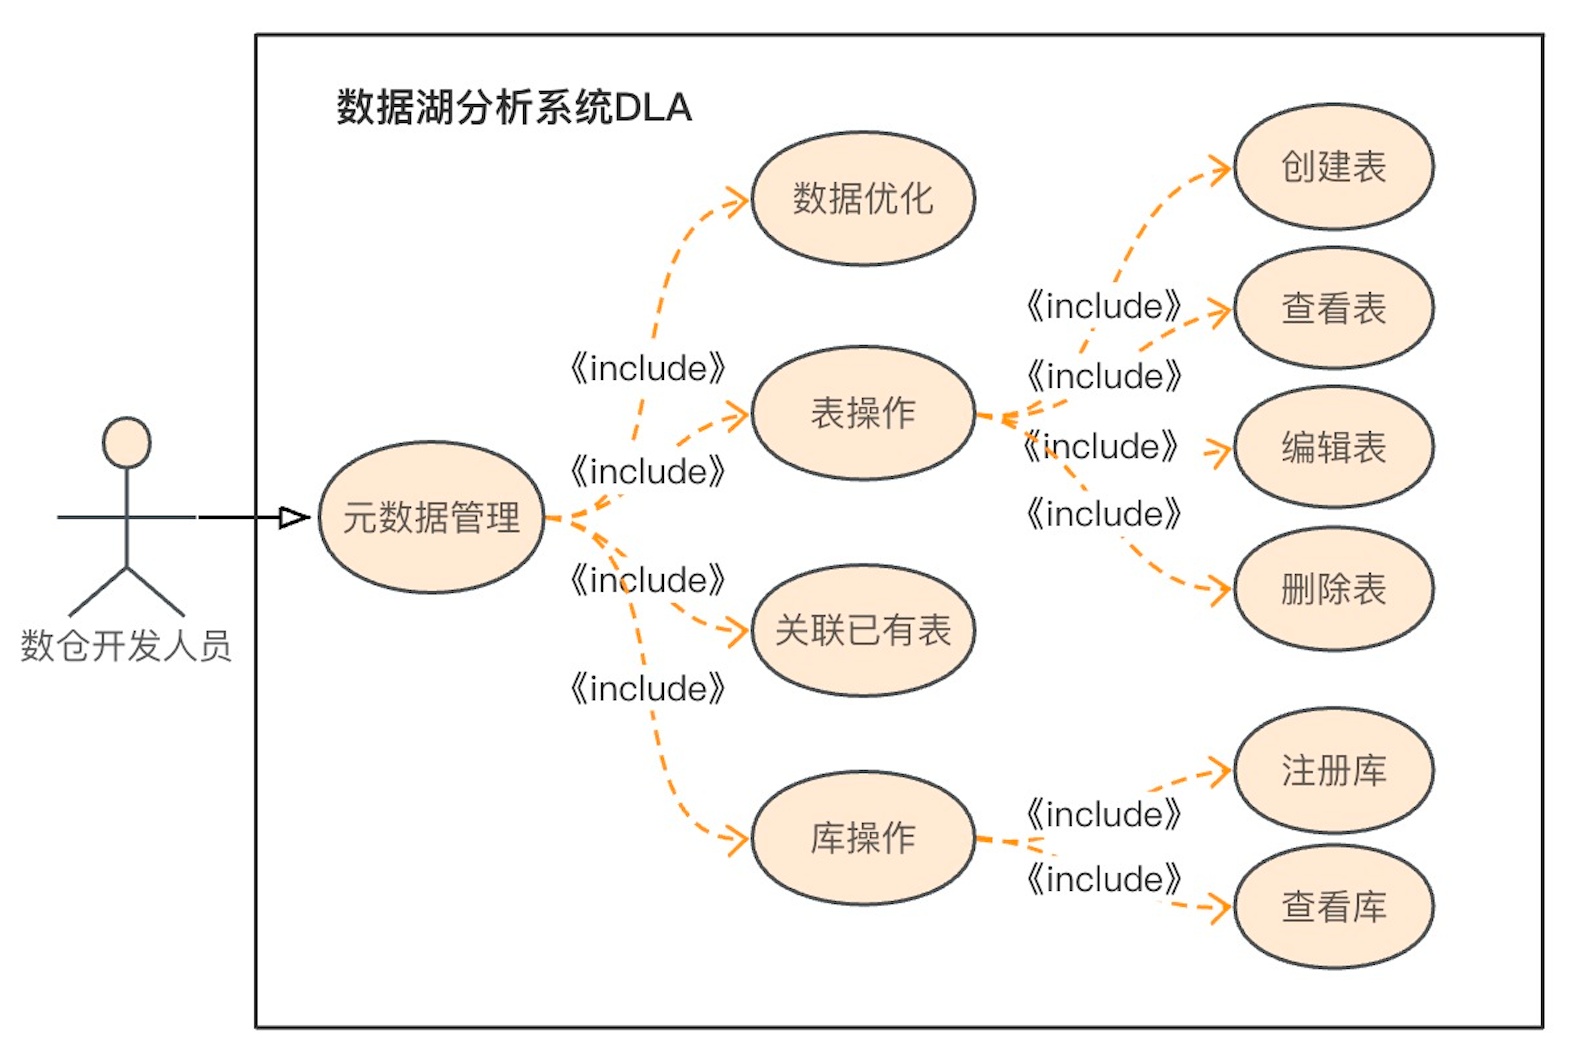 数据湖分析系统DLA
数据优化
创建表
《include》
查看表
《include》
《include》
表操作
《include》
编辑表
《include》
元数据管理
《include》
删除表
《include》
数仓开发人员
关联已有表
《include》
注册库
《include》
库操作
《include》
查看库